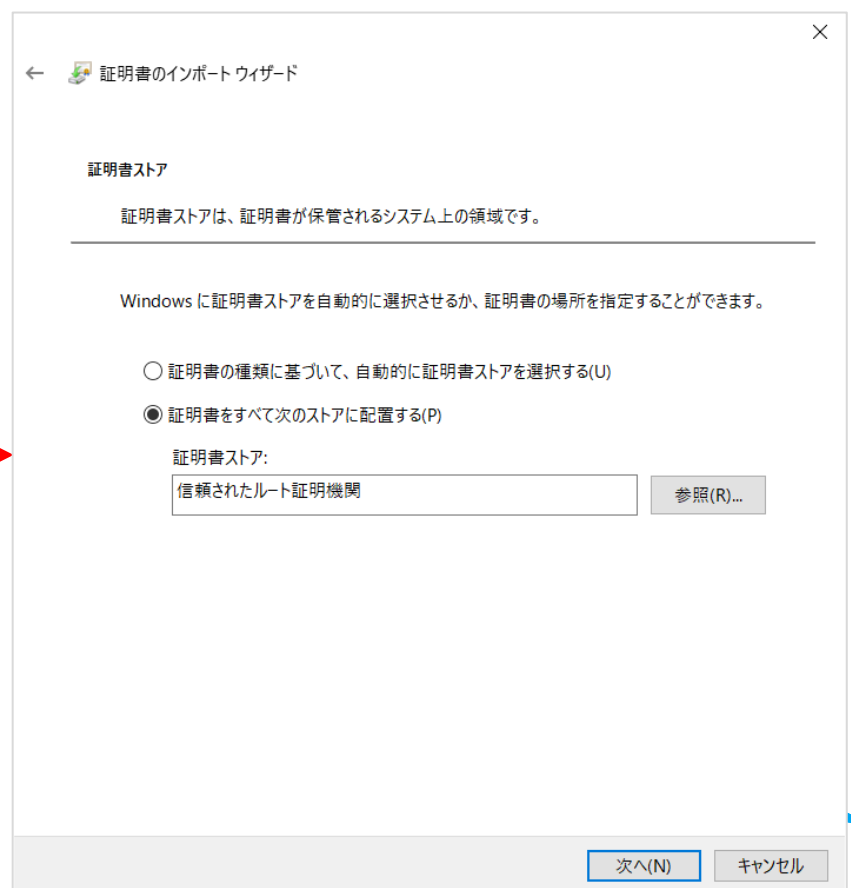 証明書のインポート ウィザード
証明書ストア
証明書ストアは、証明書が保管されるシステム上の領域です。
Windows に証明書ストアを自動的に選択させるか、証明書の場所を指定することができます。
証明書の種類に基づいて、自動的に証明書ストアを選択する(U)
証明書をすべて次のストアに配置する(P)
証明書ストア:
信頼されたルート証明機関
参照(R)...
次へ(N)
キャンセル